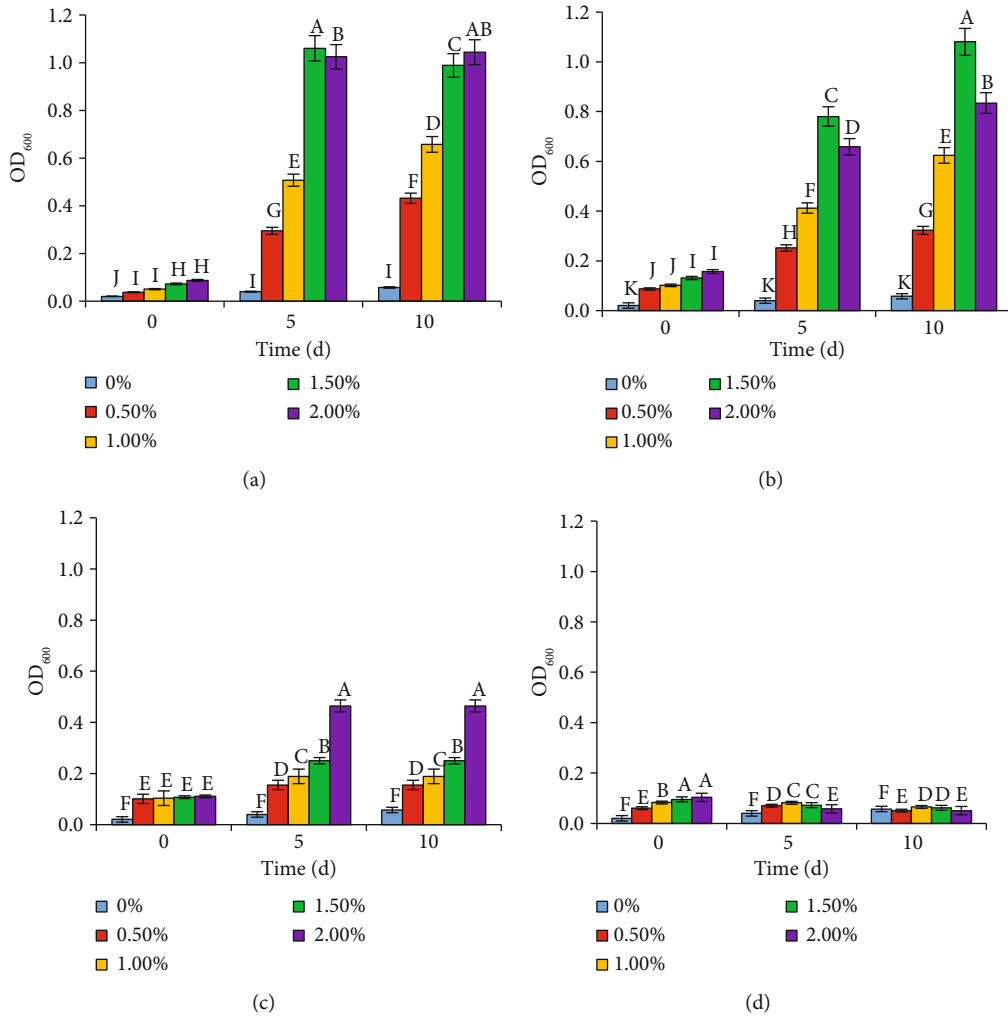 1.2
1.0
0.8
0.6
0.4
0.2
0.0
OD600
J I I H H
I G E A B
I F D C AB
0 5 10
Time (d)
0% 1.50%
0.50% 2.00%
1.00%
(a)
1.2
1.0
0.8
0.6
0.4
0.2
0.0
OD600
K J J I I
K H F C D
K G E A B
0 5 10
Time (d)
0% 1.50%
0.50% 2.00%
1.00%
(b)
1.2
1.0
0.8
0.6
0.4
0.2
0.0
OD600
F E E E E
F D C B A
F D C B A
0 5 10
Time (d)
0% 1.50%
0.50% 2.00%
1.00%
(c)
1.2
1.0
0.8
0.6
0.4
0.2
0.0
OD600
F E B A A
F D C C E
F E D D E
0 5 10
Time (d)
0% 1.50%
0.50% 2.00%
1.00%
(d)